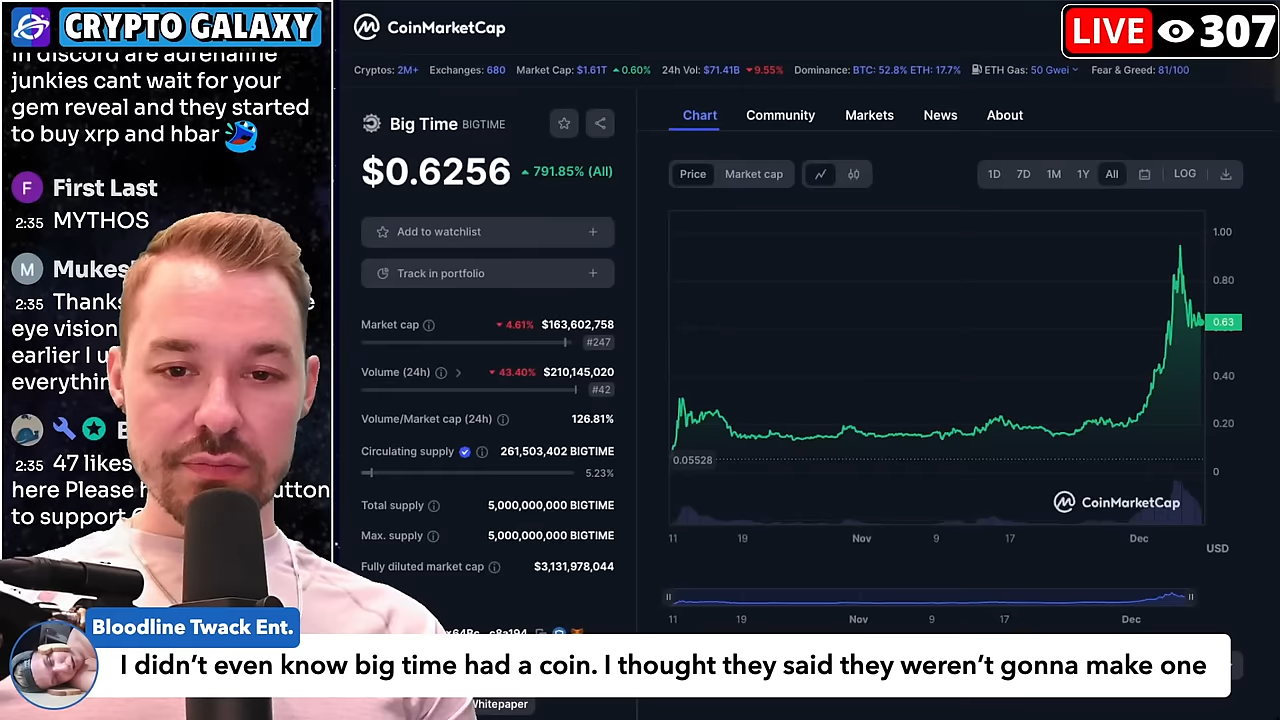 CRYPTO GALAXY
in discord are adrenaline
junkies cant wait for your
gem reveal and they started
to buy xrp and hbar
F First Last
2:35 MYTHOS
M Mukes
2:35 Thanks
eye vision
earlier I u
everythin
2:35 47 likes
here Please
to support
LIVE 307
CoinMarketCap
Cryptos: 2M+ Exchanges: 680 Market Cap: $1.61T 0.60% 24h Vol: $71.41B 9.55% Dominance: BTC: 52.8% ETH: 17.7% ETH Gas: 50 Gwei Fear & Greed: 81/100
Big Time BIGTIME
$0.6256 791.85% (All)
Add to watchlist +
Track in portfolio +
Market cap 4.61% $163,602,758
#247
Volume (24h) 43.40% $210,145,020
#42
Volume/Market cap (24h) 126.81%
Circulating supply 261,503,402 BIGTIME
5.23%
Total supply 5,000,000,000 BIGTIME
Max. supply 5,000,000,000 BIGTIME
Fully diluted market cap $3,131,978,044
Whitepaper
Chart Community Markets News About
Price Market cap
1D 7D 1M 1Y All LOG
1.00
0.80
0.63
0.40
0.20
0.05528
0
CoinMarketCap
11 19 Nov 9 17 Dec
USD
11 19 Nov 9 17 Dec
Bloodline Twack Ent.
I didn't even know big time had a coin. I thought they said they weren't gonna make one